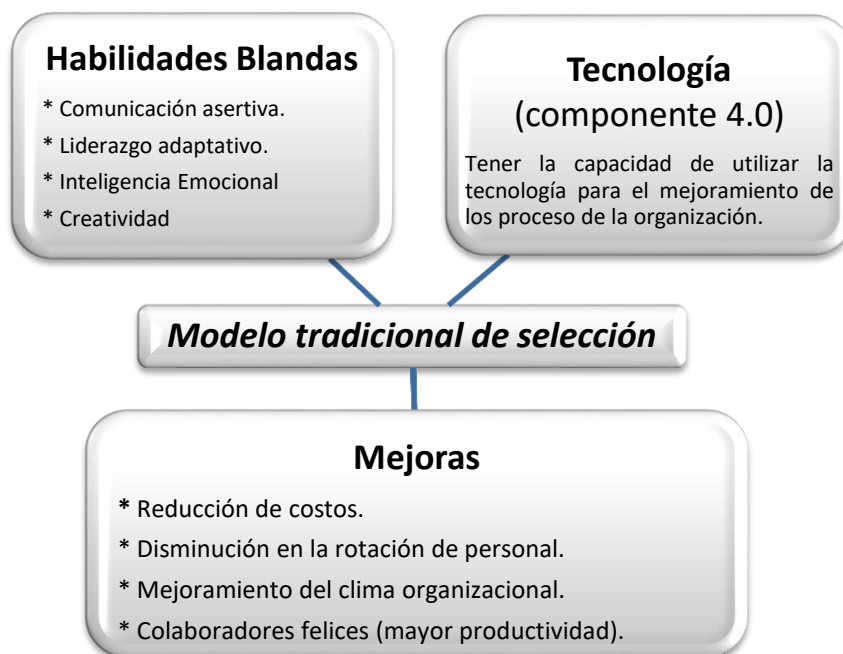 Habilidades Blandas
* Comunicación asertiva.
* Liderazgo adaptativo.
* Inteligencia Emocional
* Creatividad
Tecnología
(componente 4.0)
Tener la capacidad de utilizar la
tecnología para el mejoramiento de
los proceso de la organización.
Modelo tradicional de selección
Mejoras
* Reducción de costos.
* Disminución en la rotación de personal.
* Mejoramiento del clima organizacional.
* Colaboradores felices (mayor productividad).